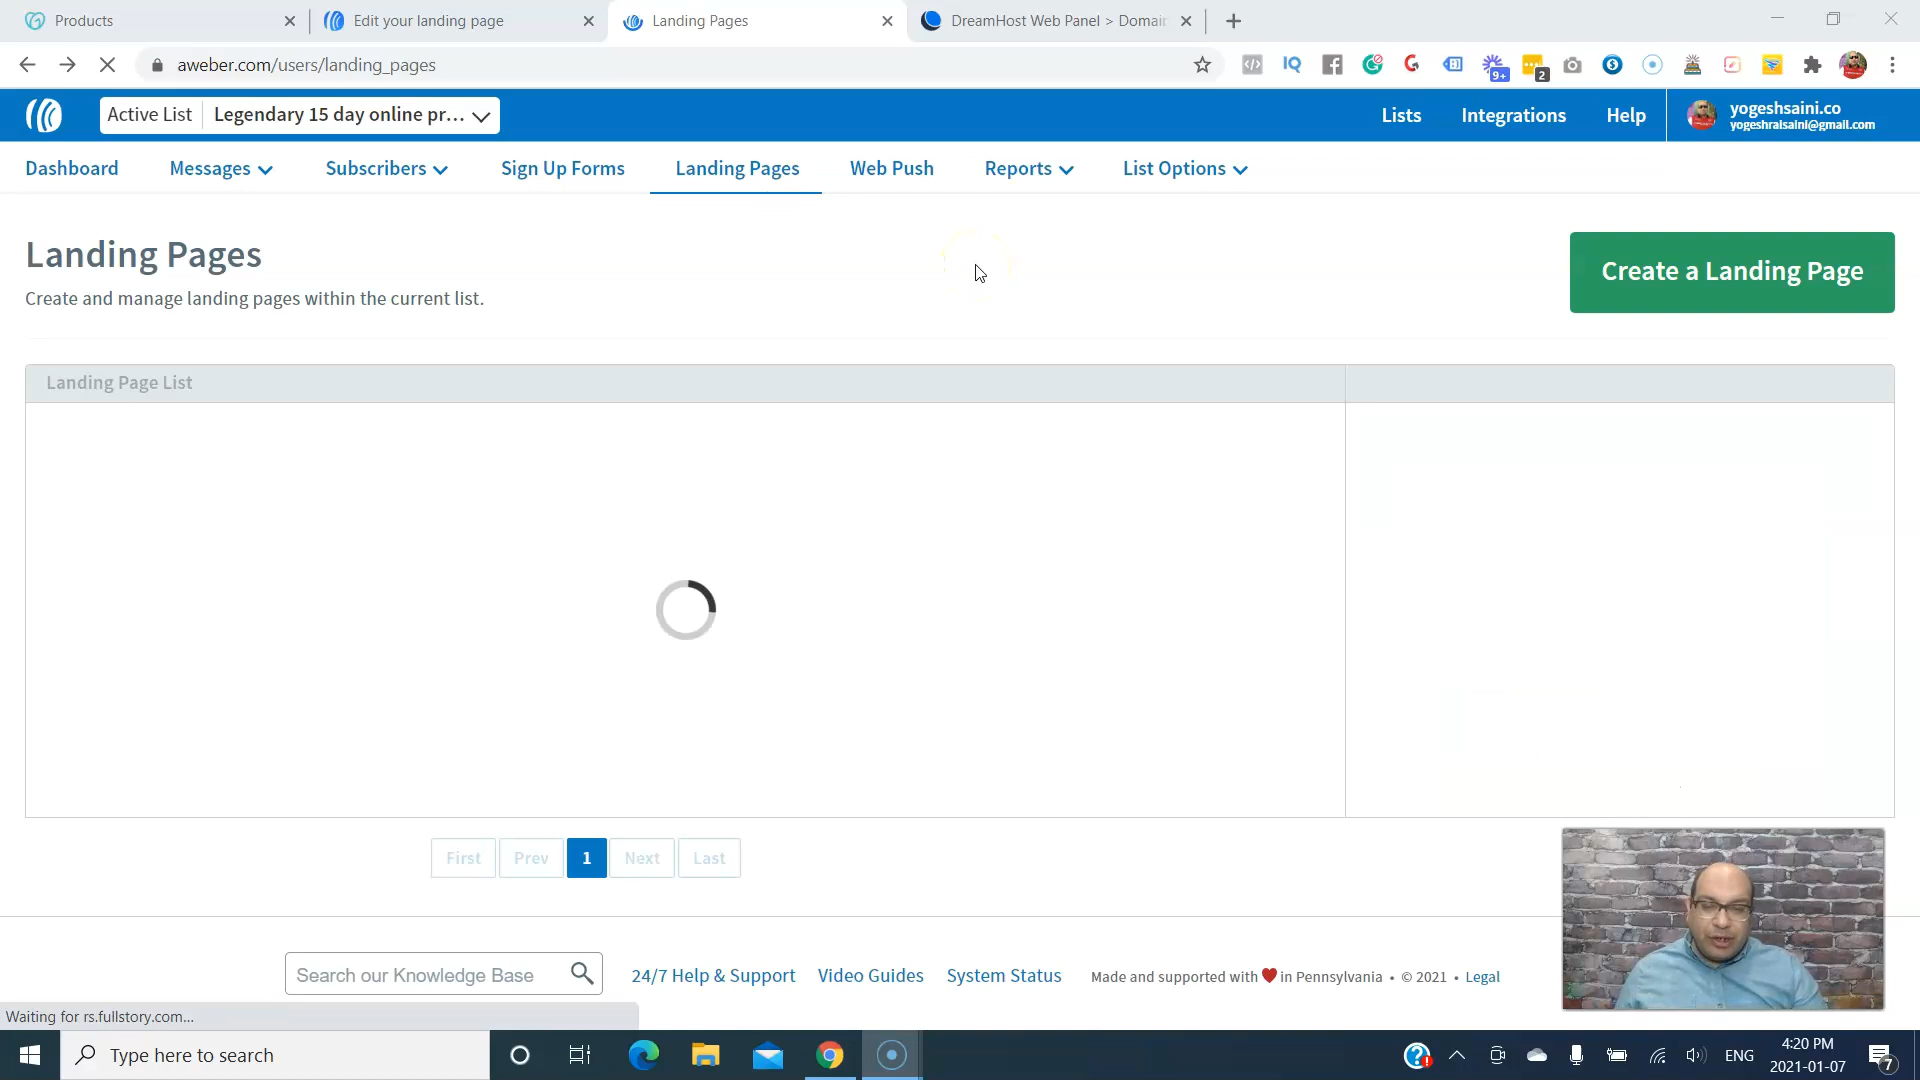 Products
Edit your landing page
Landing Pages
DreamHost Web Panel > Domai
aweber.com/users/landing_pages
9+
2
Active List
Legendary 15 day online pr...
Lists
Integrations
Help
yogeshsaini.co
yogeshralsaini@gmail.com
Dashboard
Messages
Subscribers
Sign Up Forms
Landing Pages
Web Push
Reports
List Options
Landing Pages
Create and manage landing pages within the current list.
Create a Landing Page
Landing Page List
First
Prev
1
Next
Last
Search our Knowledge Base
24/7 Help & Support
Video Guides
System Status
Made and supported with ❤ in Pennsylvania • © 2021 • Legal
Waiting for rs.fullstory.com...
Type here to search
ENG
4:20 PM
2021-01-07
7